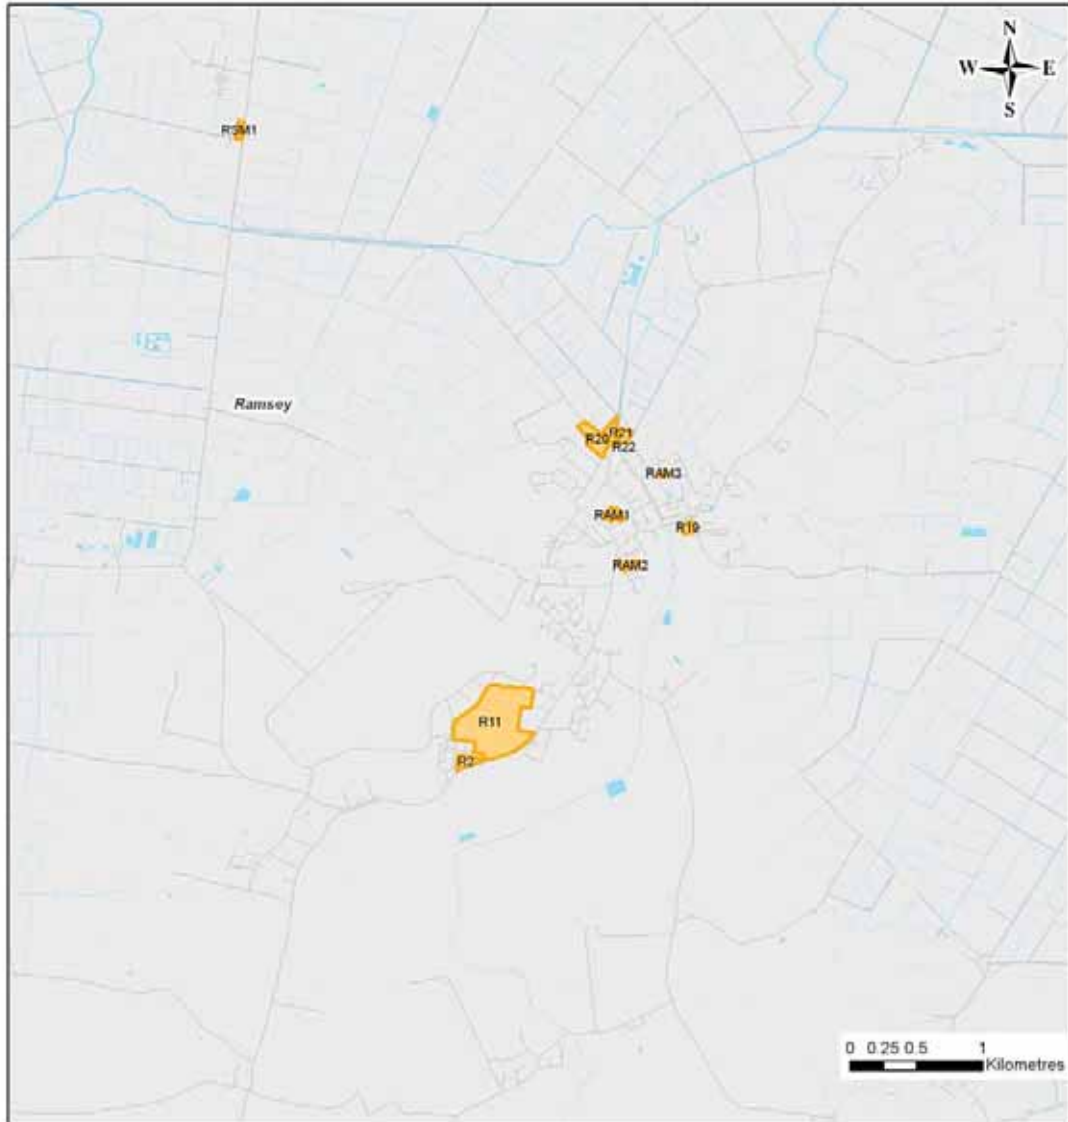 N
W E
S
RSM1
Ramsey
R21
R20
R22
RAM3
RAM1
R19
RAM2
R11
R2
0 0.25 0.5 1
Kilometres